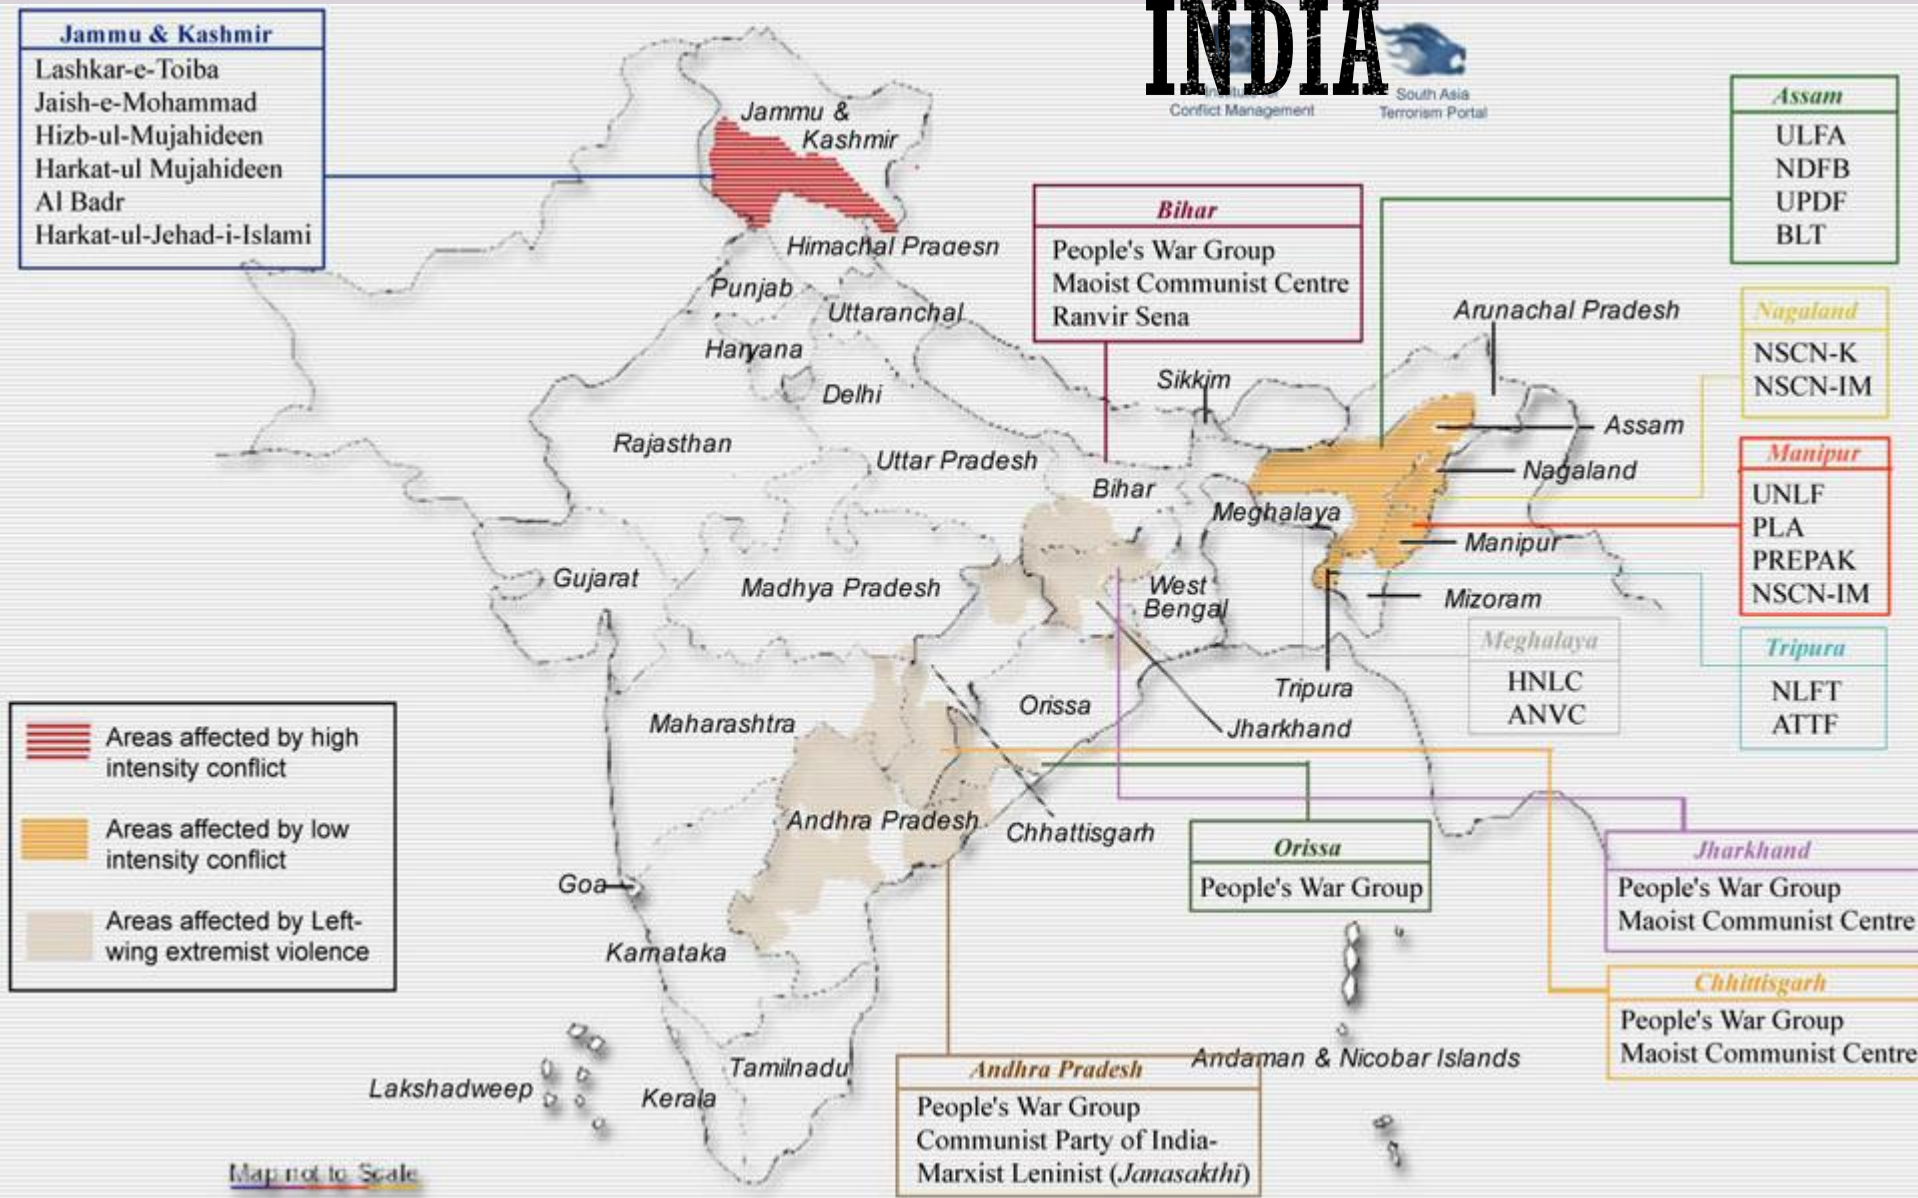 INDIA
Institute for
Conflict Management
South Asia
Terrorism Portal
Jammu & Kashmir
Lashkar-e-Toiba
Jaish-e-Mohammad
Hizb-ul-Mujahideen
Harkat-ul Mujahideen
Al Badr
Harkat-ul-Jehad-i-Islami
Jammu &
Kashmir
Himachal Pradesh
Punjab
Uttaranchal
Haryana
Delhi
Rajasthan
Uttar Pradesh
Bihar
People's War Group
Maoist Communist Centre
Ranvir Sena
Sikkim
Arunachal Pradesh
Assam
ULFA
NDFB
UPDF
BLT
Nagaland
NSCN-K
NSCN-IM
Manipur
UNLF
PLA
PREPAK
NSCN-IM
Tripura
NLFT
ATTF
Meghalaya
HNLC
ANVC
Assam
Nagaland
Bihar
Meghalaya
Manipur
Mizoram
Tripura
West
Bengal
Jharkhand
Gujarat
Madhya Pradesh
Orissa
Maharashtra
Andhra Pradesh
Chhattisgarh
Goa
Karnataka
Tamilnadu
Kerala
Lakshadweep
Andaman & Nicobar Islands
Areas affected by high
intensity conflict
Areas affected by low
intensity conflict
Areas affected by Left-
wing extremist violence
Orissa
People's War Group
Jharkhand
People's War Group
Maoist Communist Centre
Chhittisgarh
People's War Group
Maoist Communist Centre
Andhra Pradesh
People's War Group
Communist Party of India-
Marxist Leninist (Janasakthi)
Map not to Scale